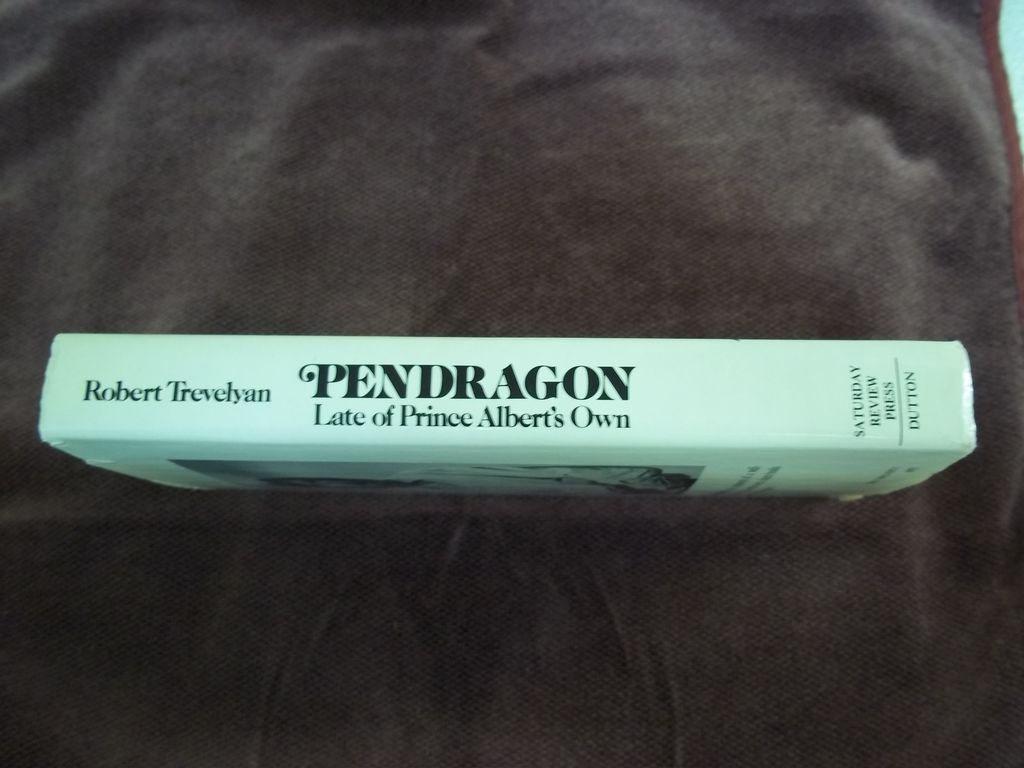 Robert Trevelyan
PENDRAGON
Late of Prince Albert's Own
SATURDAY
REVIEW
PRESS
DUTTON